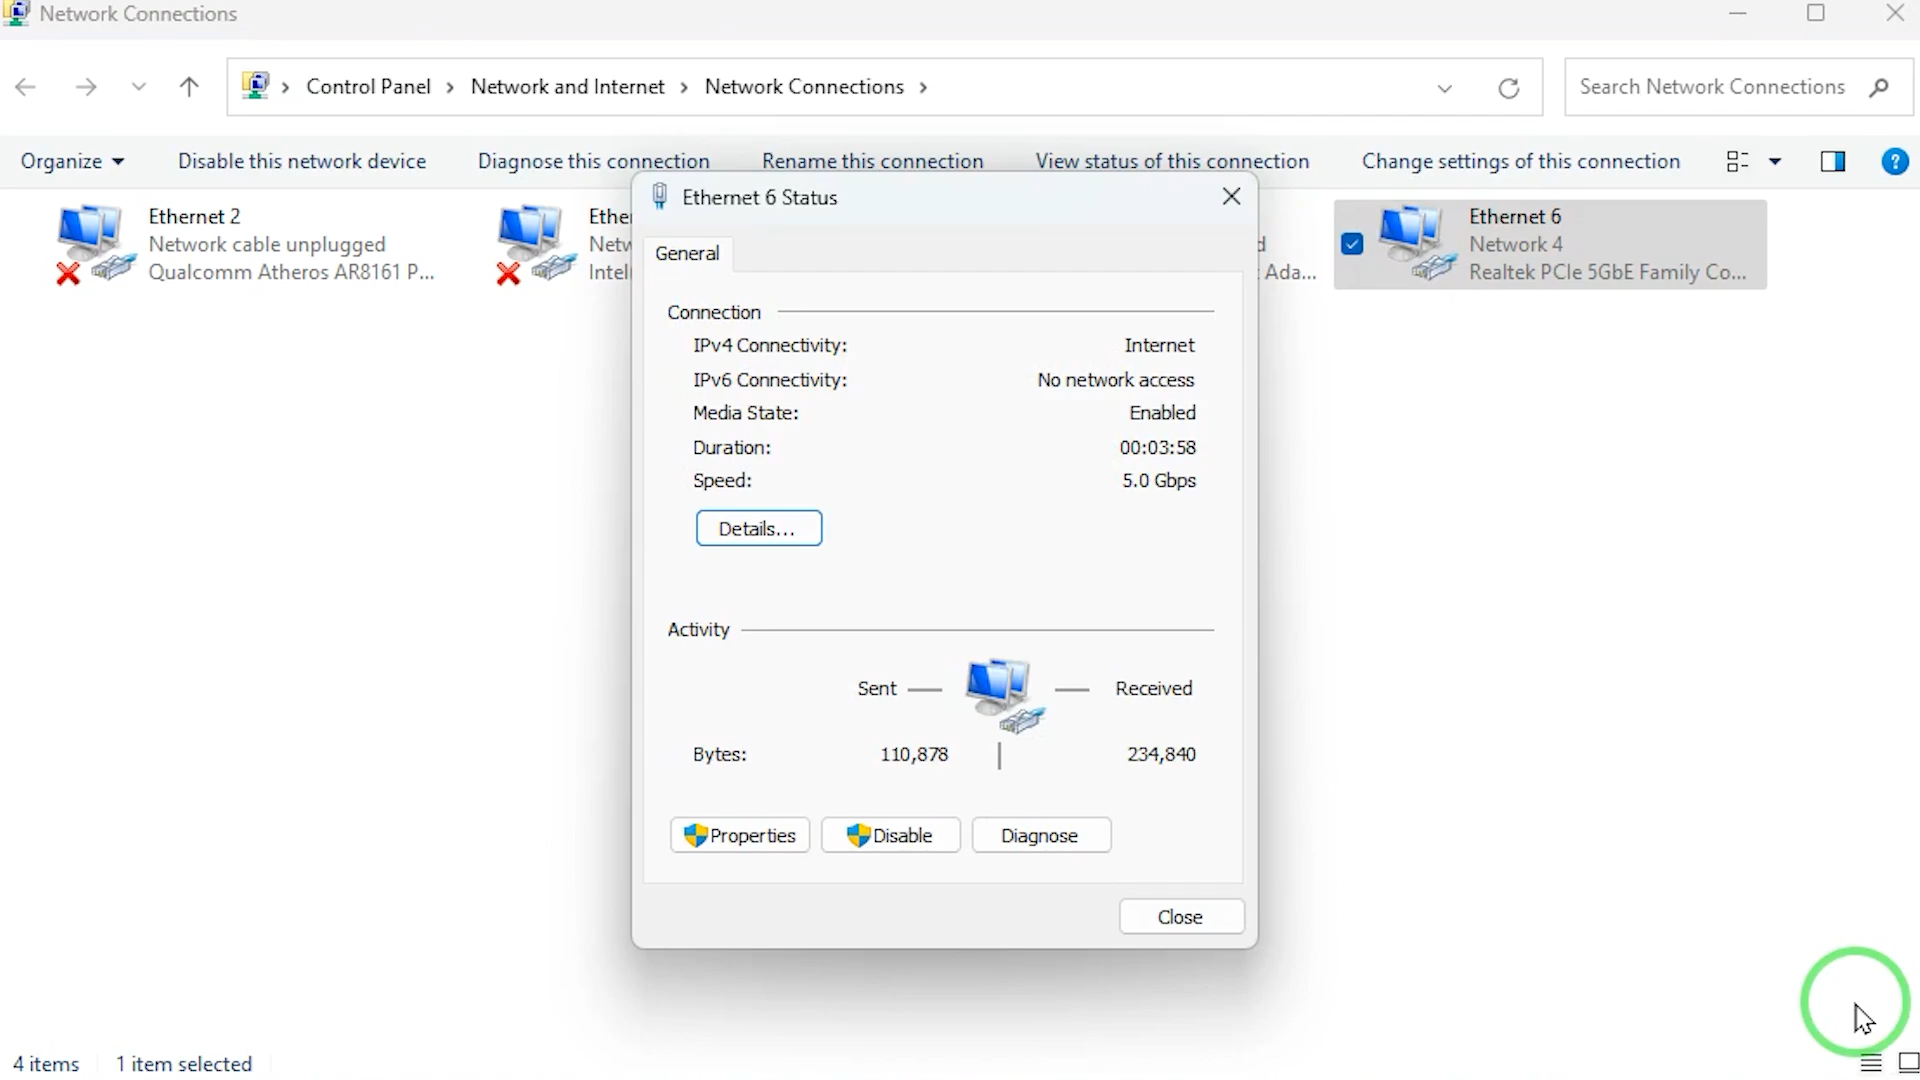 Network Connections
Control Panel > Network and Internet > Network Connections >
Search Network Connections
Organize
Disable this network device
Diagnose this connection
Rename this connection
View status of this connection
Change settings of this connection
Ethernet 2
Network cable unplugged
Qualcomm Atheros AR8161 P...
Ada...
Ethernet 6
Network 4
Realtek PCIe 5GbE Family Co...
Ethernet 6 Status
General
Connection
IPv4 Connectivity: Internet
IPv6 Connectivity: No network access
Media State: Enabled
Duration: 00:03:58
Speed: 5.0 Gbps
Details...
Activity
Sent — — Received
Bytes: 110,878 | 234,840
Properties
Disable
Diagnose
Close
4 items
1 item selected